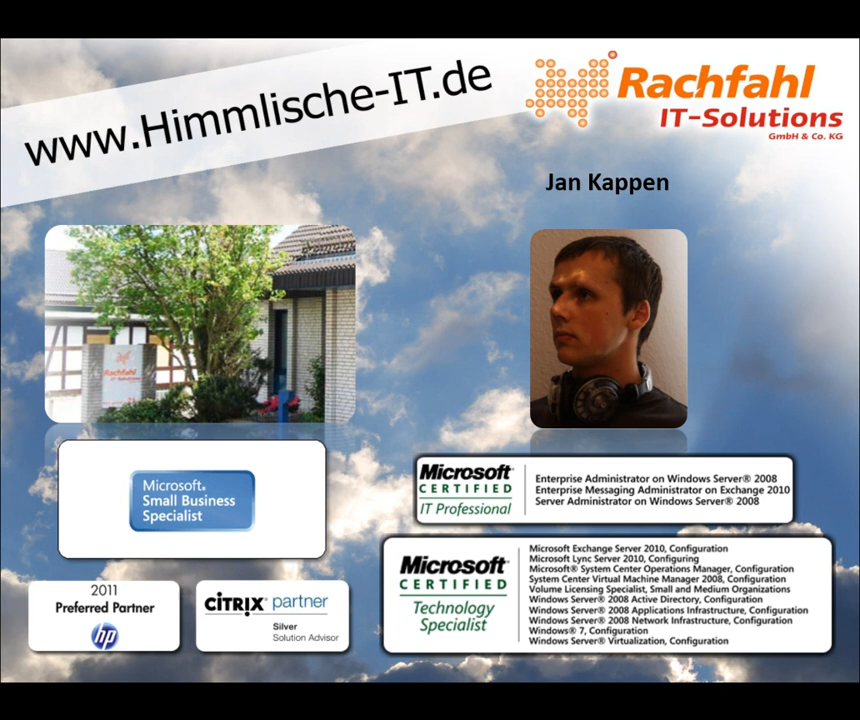 www.Himmlische-IT.de
Rachfahl
IT-Solutions
GmbH & Co. KG
Jan Kappen
Rachfahl
IT-Solutions
Microsoft®
Small Business
Specialist
2011
Preferred Partner
hp
CITRIX® partner
Silver
Solution Advisor
Microsoft®
CERTIFIED
IT Professional
Enterprise Administrator on Windows Server® 2008
Enterprise Messaging Administrator on Exchange 2010
Server Administrator on Windows Server® 2008
Microsoft®
CERTIFIED
Technology
Specialist
Microsoft Exchange Server 2010, Configuration
Microsoft Lync Server 2010, Configuring
Microsoft® System Center Operations Manager, Configuration
System Center Virtual Machine Manager 2008, Configuration
Volume Licensing Specialist, Small and Medium Organizations
Windows Server® 2008 Active Directory, Configuration
Windows Server® 2008 Applications Infrastructure, Configuration
Windows Server® 2008 Network Infrastructure, Configuration
Windows® 7, Configuration
Windows Server® Virtualization, Configuration